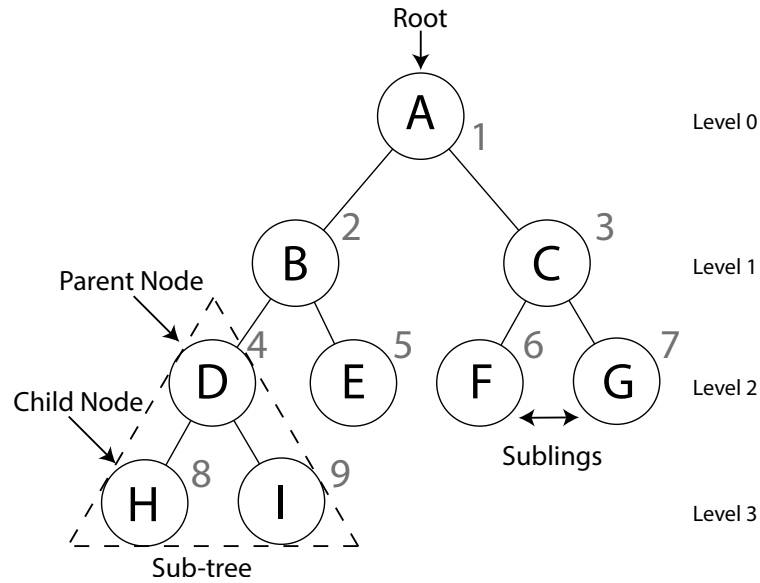 Root
A
1
Level 0
2
3
B
C
Level 1
Parent Node
4
5
6
7
D
E
F
G
Level 2
Child Node
Sublings
8
9
H
I
Level 3
Sub-tree